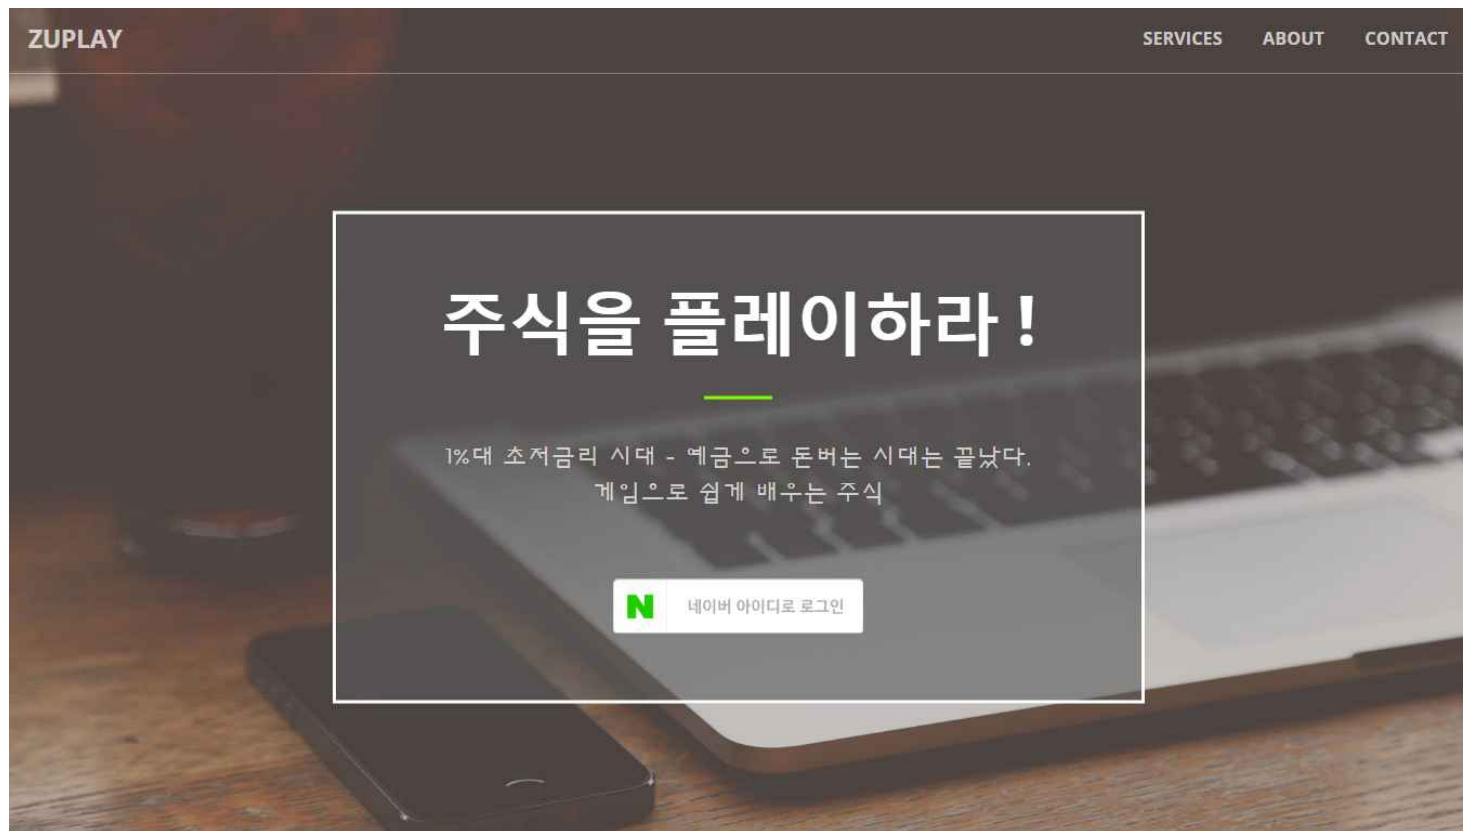 ZUPLAY
SERVICES ABOUT CONTACT
주식을 플레이하라 !
1%대 초저금리 시대 - 예금으로 돈버는 시대는 끝났다.
게임으로 쉽게 배우는 주식
N 네이버 아이디로 로그인